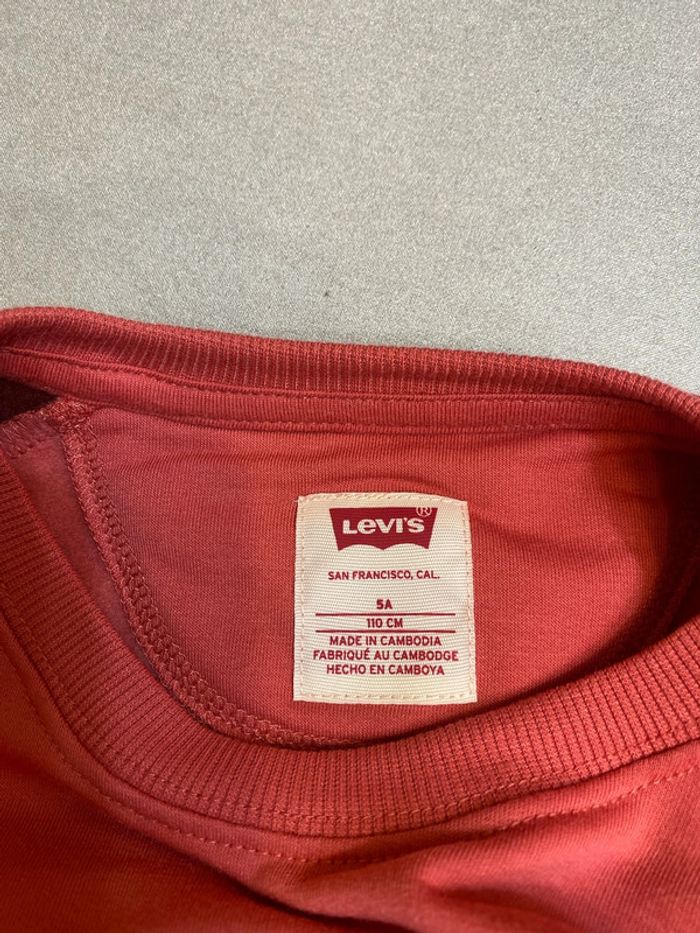 Levi's®
SAN FRANCISCO, CAL.
5A
110 CM
MADE IN CAMBODIA
FABRIQUÉ AU CAMBODGE
HECHO EN CAMBOYA